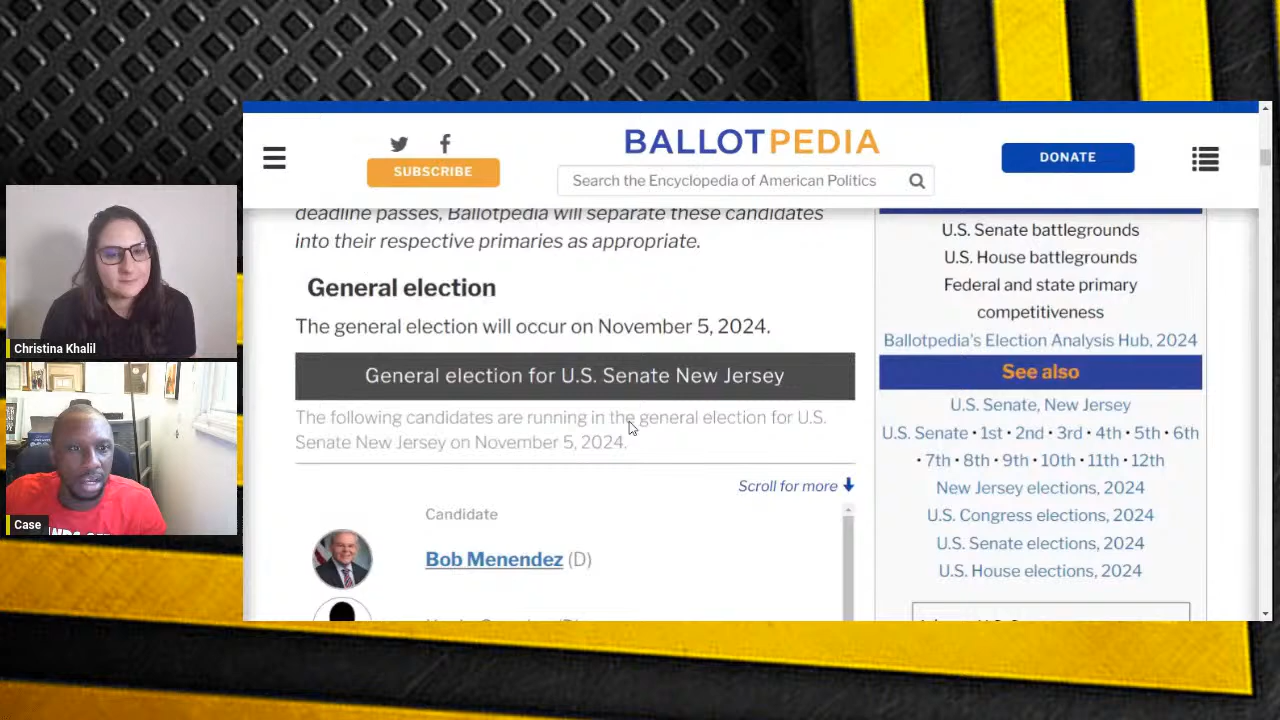 BALLOTPEDIA
SUBSCRIBE
Search the Encyclopedia of American Politics
DONATE
deadline passes, Ballotpedia will separate these candidates
into their respective primaries as appropriate.
General election
The general election will occur on November 5, 2024.
General election for U.S. Senate New Jersey
The following candidates are running in the general election for U.S.
Senate New Jersey on November 5, 2024.
Scroll for more
Candidate
Bob Menendez (D)
U.S. Senate battlegrounds
U.S. House battlegrounds
Federal and state primary
competitiveness
Ballotpedia's Election Analysis Hub, 2024
See also
U.S. Senate, New Jersey
U.S. Senate • 1st • 2nd • 3rd • 4th • 5th • 6th
• 7th • 8th • 9th • 10th • 11th • 12th
New Jersey elections, 2024
U.S. Congress elections, 2024
U.S. Senate elections, 2024
U.S. House elections, 2024
Christina Khalil
Case